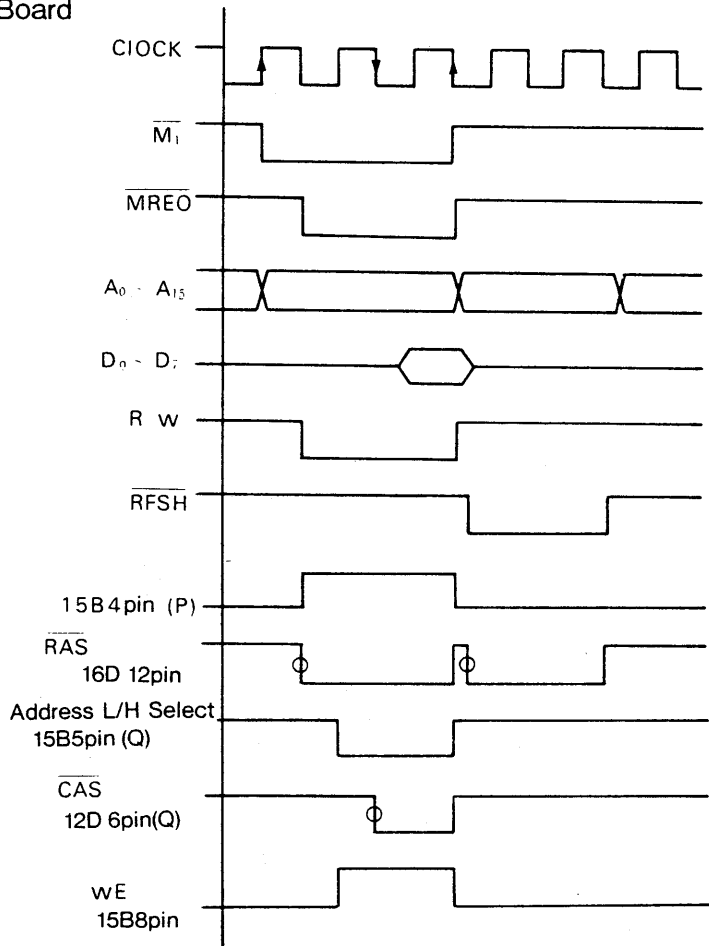 Board
ClOCK
M₁
MREO
A₀ - A₁₅
D₀ - D₇
R W
RFSH
15B4pin (P)
RAS
16D 12pin
Address L/H Select
15B5pin (Q)
CAS
12D 6pin(Q)
WE
15B8pin